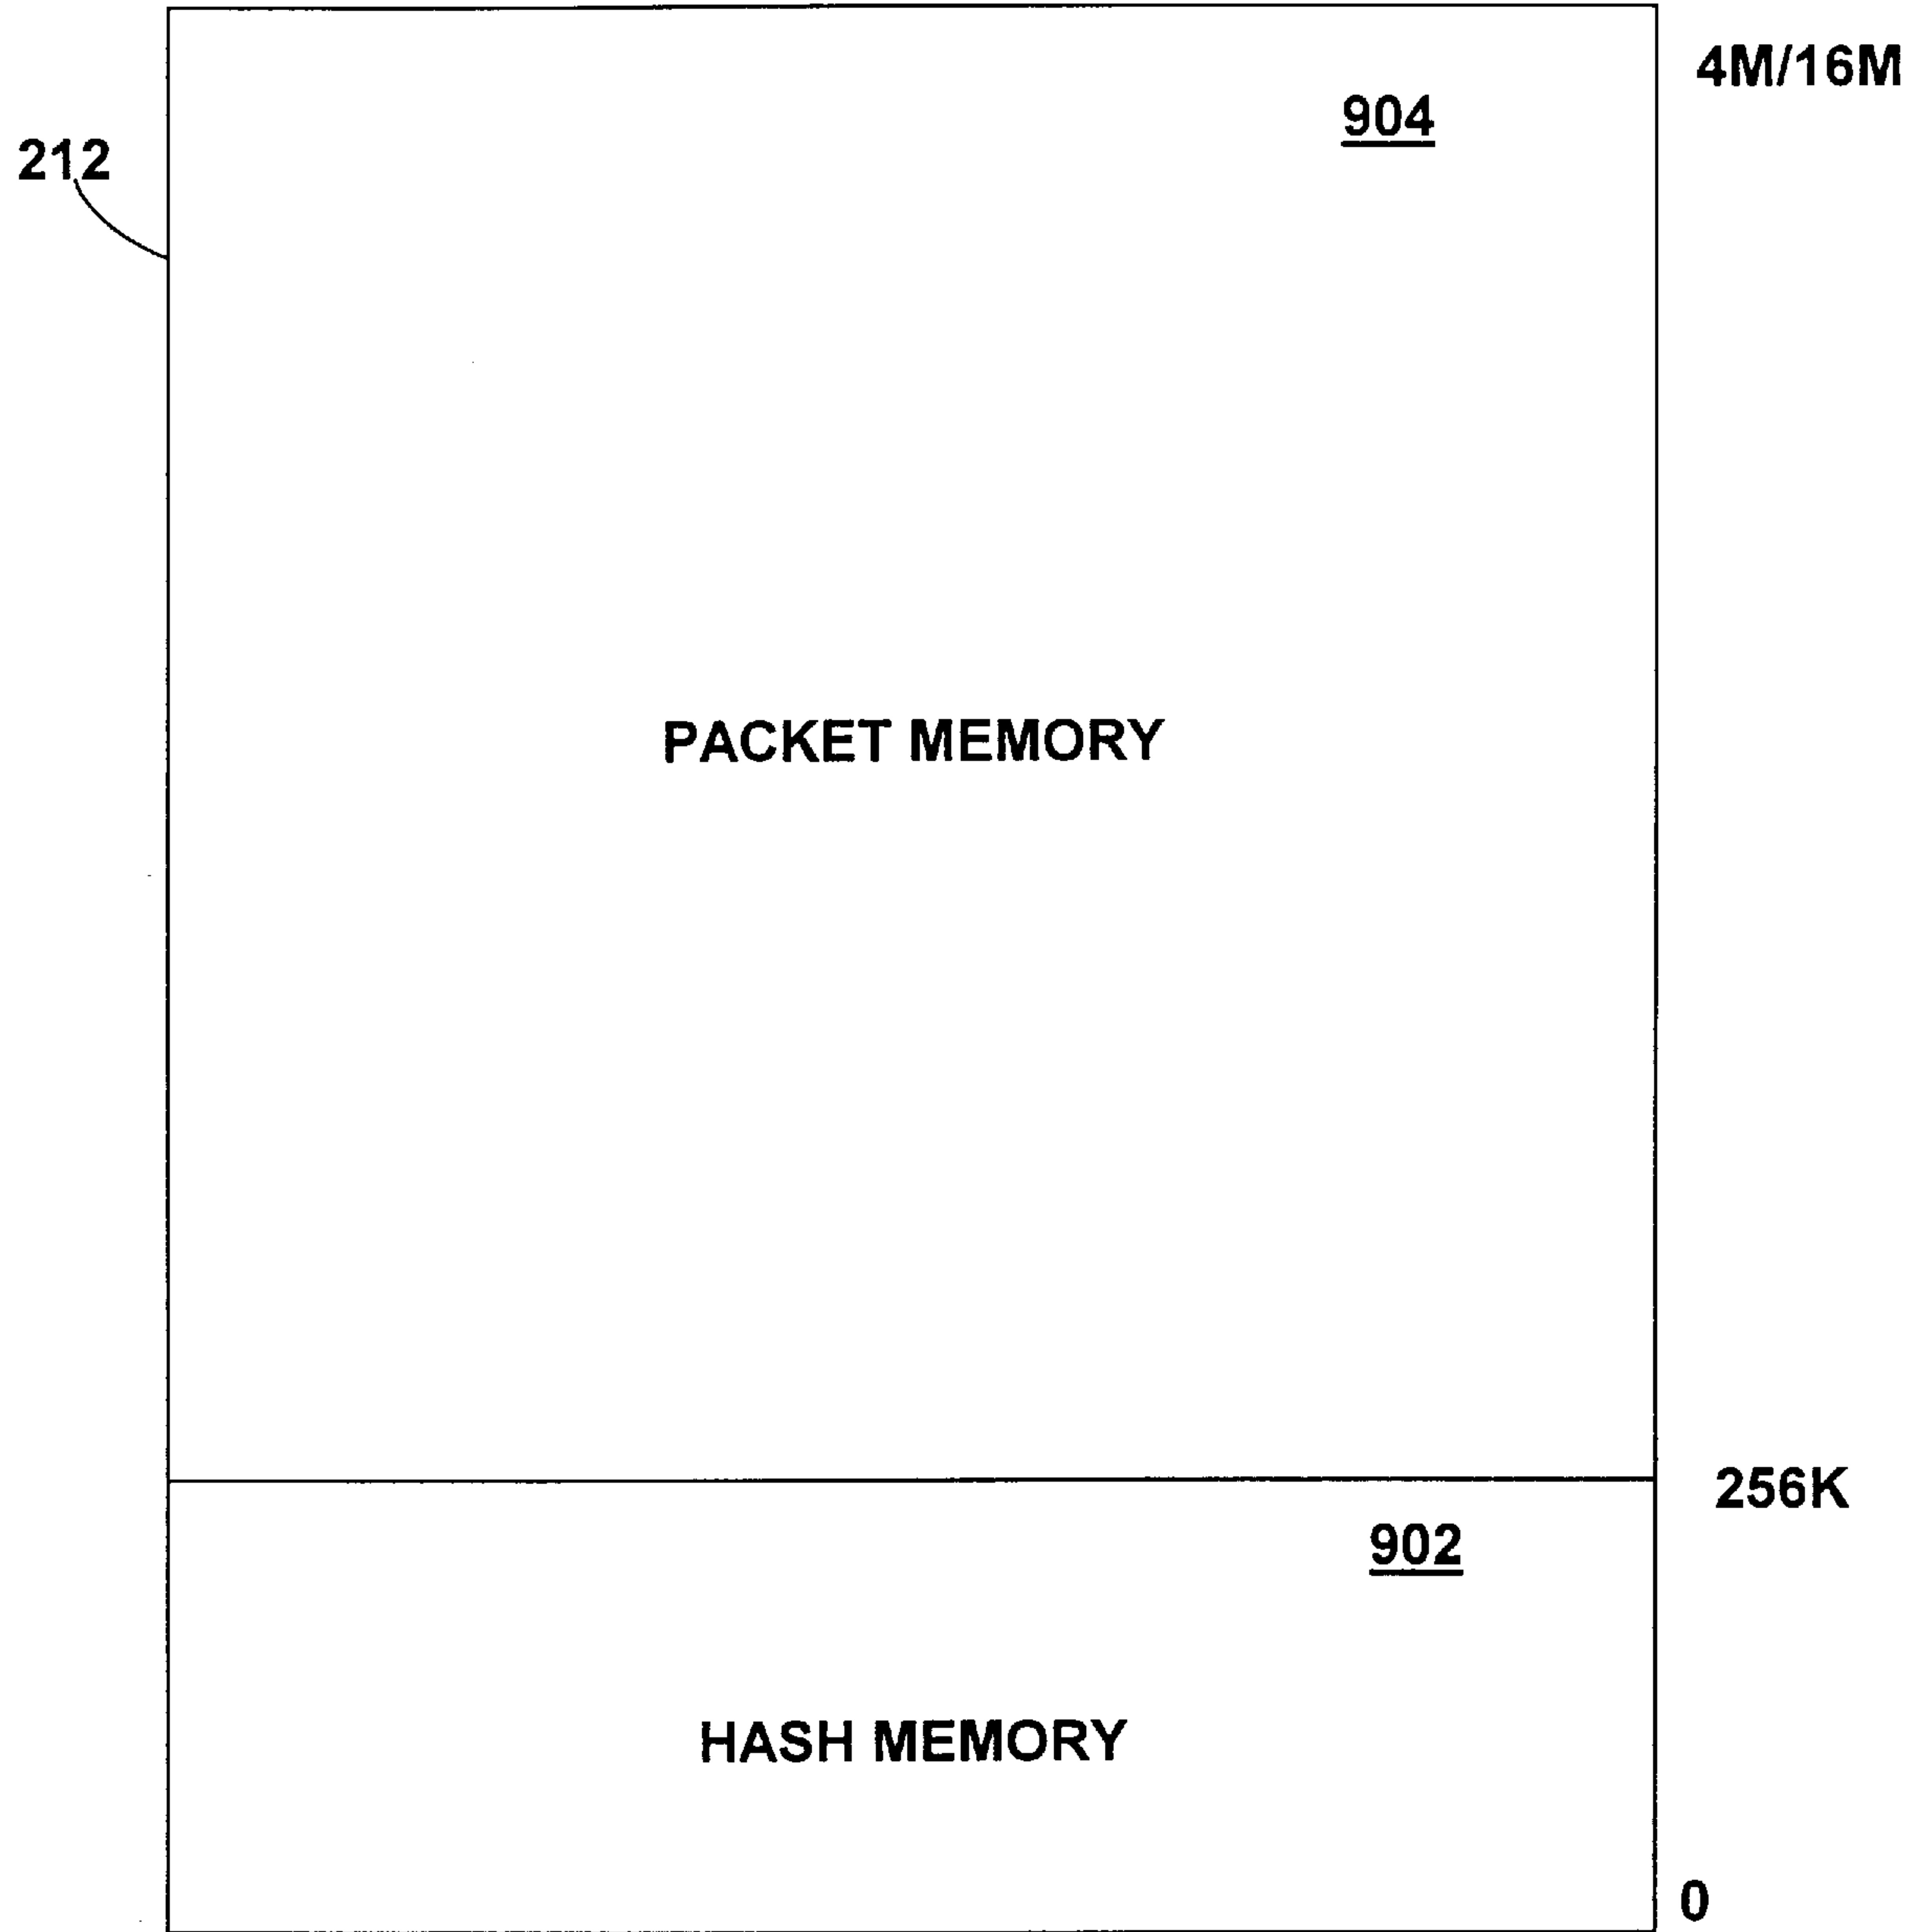 4M/16M
904
212
PACKET MEMORY
256K
902
HASH MEMORY
0